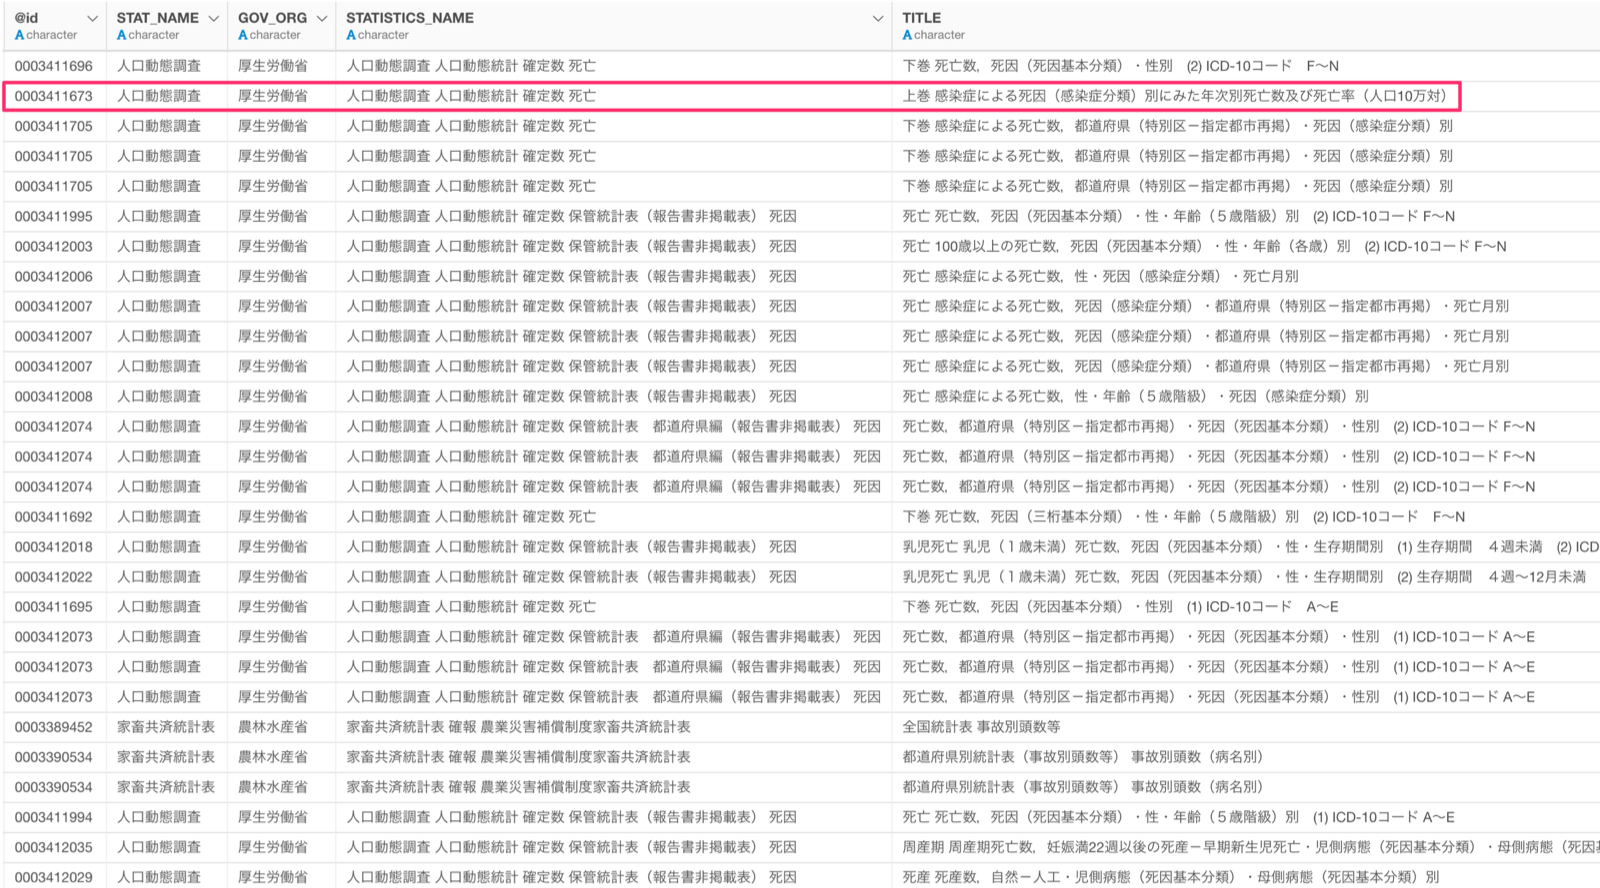 @id STAT_NAME GOV_ORG STATISTICS_NAME TITLE
A character A character A character A character A character
0003411696 人口動態調査 厚生労働省 人口動態調査 人口動態統計 確定数 死亡 下巻 死亡数，死因（死因基本分類）・性別　(2) ICD-10コード　F～N
0003411673 人口動態調査 厚生労働省 人口動態調査 人口動態統計 確定数 死亡 上巻 感染症による死因（感染症分類）別にみた年次別死亡数及び死亡率（人口10万対）
0003411705 人口動態調査 厚生労働省 人口動態調査 人口動態統計 確定数 死亡 下巻 感染症による死亡数，都道府県（特別区－指定都市再掲）・死因（感染症分類）別
0003411705 人口動態調査 厚生労働省 人口動態調査 人口動態統計 確定数 死亡 下巻 感染症による死亡数，都道府県（特別区－指定都市再掲）・死因（感染症分類）別
0003411705 人口動態調査 厚生労働省 人口動態調査 人口動態統計 確定数 死亡 下巻 感染症による死亡数，都道府県（特別区－指定都市再掲）・死因（感染症分類）別
0003411995 人口動態調査 厚生労働省 人口動態調査 人口動態統計 確定数 保管統計表（報告書非掲載表） 死因 死亡 死亡数，死因（死因基本分類）・性・年齢（５歳階級）別　(2) ICD-10コード F～N
0003412003 人口動態調査 厚生労働省 人口動態調査 人口動態統計 確定数 保管統計表（報告書非掲載表） 死因 死亡 100歳以上の死亡数，死因（死因基本分類）・性・年齢（各歳）別　(2) ICD-10コード F～N
0003412006 人口動態調査 厚生労働省 人口動態調査 人口動態統計 確定数 保管統計表（報告書非掲載表） 死因 死亡 感染症による死亡数，性・死因（感染症分類）・死亡月別
0003412007 人口動態調査 厚生労働省 人口動態調査 人口動態統計 確定数 保管統計表（報告書非掲載表） 死因 死亡 感染症による死亡数，死因（感染症分類）・都道府県（特別区－指定都市再掲）・死亡月別
0003412007 人口動態調査 厚生労働省 人口動態調査 人口動態統計 確定数 保管統計表（報告書非掲載表） 死因 死亡 感染症による死亡数，死因（感染症分類）・都道府県（特別区－指定都市再掲）・死亡月別
0003412007 人口動態調査 厚生労働省 人口動態調査 人口動態統計 確定数 保管統計表（報告書非掲載表） 死因 死亡 感染症による死亡数，死因（感染症分類）・都道府県（特別区－指定都市再掲）・死亡月別
0003412008 人口動態調査 厚生労働省 人口動態調査 人口動態統計 確定数 保管統計表（報告書非掲載表） 死因 死亡 感染症による死亡数，性・年齢（５歳階級）・死因（感染症分類）別
0003412074 人口動態調査 厚生労働省 人口動態調査 人口動態統計 確定数 保管統計表　都道府県編（報告書非掲載表） 死因 死亡数，都道府県（特別区－指定都市再掲）・死因（死因基本分類）・性別　(2) ICD-10コード F～N
0003412074 人口動態調査 厚生労働省 人口動態調査 人口動態統計 確定数 保管統計表　都道府県編（報告書非掲載表） 死因 死亡数，都道府県（特別区－指定都市再掲）・死因（死因基本分類）・性別　(2) ICD-10コード F～N
0003412074 人口動態調査 厚生労働省 人口動態調査 人口動態統計 確定数 保管統計表　都道府県編（報告書非掲載表） 死因 死亡数，都道府県（特別区－指定都市再掲）・死因（死因基本分類）・性別　(2) ICD-10コード F～N
0003411692 人口動態調査 厚生労働省 人口動態調査 人口動態統計 確定数 死亡 下巻 死亡数，死因（三桁基本分類）・性・年齢（５歳階級）別　(2) ICD-10コード　F～N
0003412018 人口動態調査 厚生労働省 人口動態調査 人口動態統計 確定数 保管統計表（報告書非掲載表） 死因 乳児死亡 乳児（１歳未満）死亡数，死因（死因基本分類）・性・生存期間別　(1) 生存期間　４週未満　(2) ICD
0003412022 人口動態調査 厚生労働省 人口動態調査 人口動態統計 確定数 保管統計表（報告書非掲載表） 死因 乳児死亡 乳児（１歳未満）死亡数，死因（死因基本分類）・性・生存期間別　(2) 生存期間　４週～12月未満
0003411695 人口動態調査 厚生労働省 人口動態調査 人口動態統計 確定数 死亡 下巻 死亡数，死因（死因基本分類）・性別　(1) ICD-10コード　A～E
0003412073 人口動態調査 厚生労働省 人口動態調査 人口動態統計 確定数 保管統計表　都道府県編（報告書非掲載表） 死因 死亡数，都道府県（特別区－指定都市再掲）・死因（死因基本分類）・性別　(1) ICD-10コード A～E
0003412073 人口動態調査 厚生労働省 人口動態調査 人口動態統計 確定数 保管統計表　都道府県編（報告書非掲載表） 死因 死亡数，都道府県（特別区－指定都市再掲）・死因（死因基本分類）・性別　(1) ICD-10コード A～E
0003412073 人口動態調査 厚生労働省 人口動態調査 人口動態統計 確定数 保管統計表　都道府県編（報告書非掲載表） 死因 死亡数，都道府県（特別区－指定都市再掲）・死因（死因基本分類）・性別　(1) ICD-10コード A～E
0003389452 家畜共済統計表 農林水産省 家畜共済統計表 確報 農業災害補償制度家畜共済統計表 全国統計表 事故別頭数等
0003390534 家畜共済統計表 農林水産省 家畜共済統計表 確報 農業災害補償制度家畜共済統計表 都道府県別統計表（事故別頭数等） 事故別頭数（病名別）
0003390534 家畜共済統計表 農林水産省 家畜共済統計表 確報 農業災害補償制度家畜共済統計表 都道府県別統計表（事故別頭数等） 事故別頭数（病名別）
0003411994 人口動態調査 厚生労働省 人口動態調査 人口動態統計 確定数 保管統計表（報告書非掲載表） 死因 死亡 死亡数，死因（死因基本分類）・性・年齢（５歳階級）別　(1) ICD-10コード A～E
0003412035 人口動態調査 厚生労働省 人口動態調査 人口動態統計 確定数 保管統計表（報告書非掲載表） 死因 周産期 周産期死亡数，妊娠満22週以後の死産－早期新生児死亡・児側病態（死因基本分類）・母側病態（死因
0003412029 人口動態調査 厚生労働省 人口動態調査 人口動態統計 確定数 保管統計表（報告書非掲載表） 死因 死産 死産数，自然－人工・児側病態（死因基本分類）・母側病態（死因基本分類）別